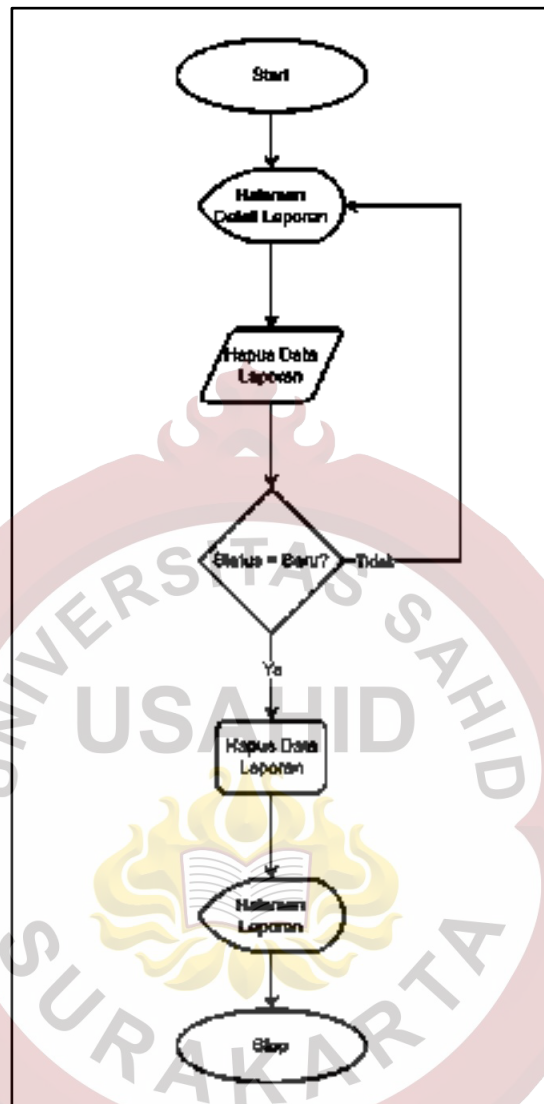 Start
Halaman
Detail Laporan
Hapus Data
Laporan
Status = Baru?
Tidak
Ya
Hapus Data
Laporan
Halaman
Laporan
Stop
UNIVERSITAS SAHID
USAHID
SURAKARTA